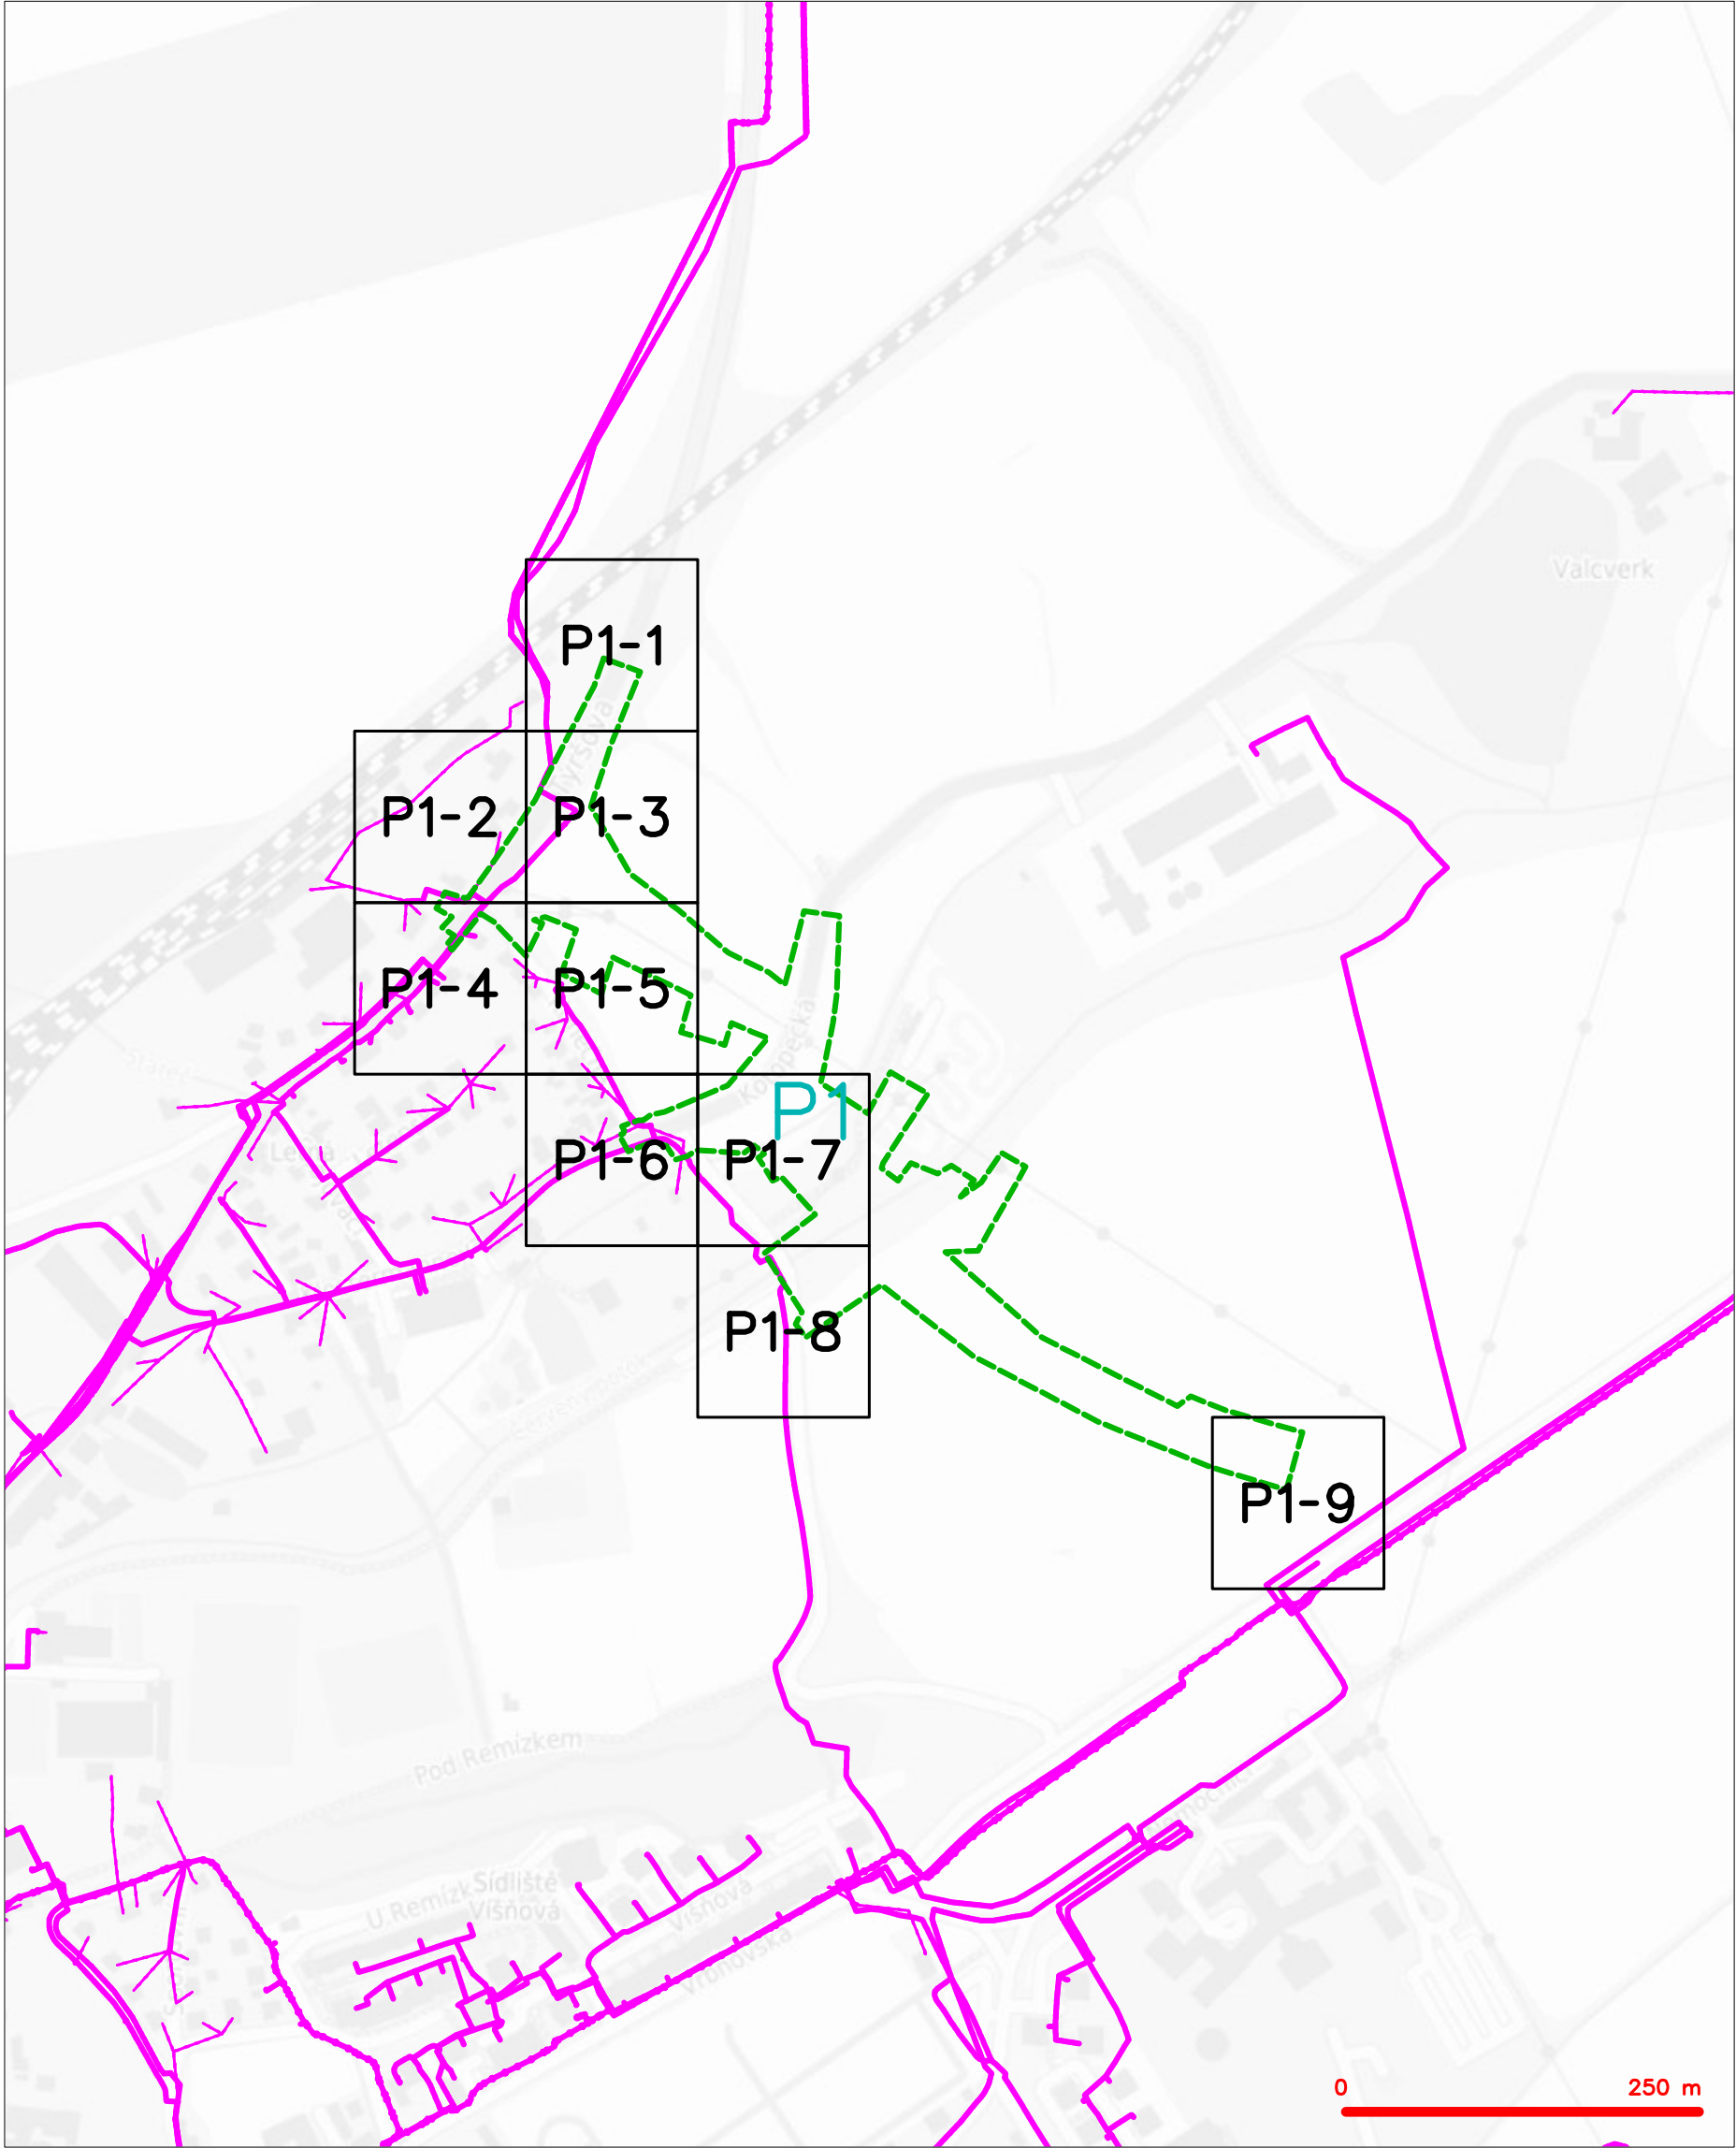 Valcverk
P1-1
P1-2
P1-3
P1-4
P1-5
P1
P1-6
P1-7
P1-8
P1-9
Pod Remízkem
Sídliště
Višňová
Višňová
Vrchovská
0
250 m